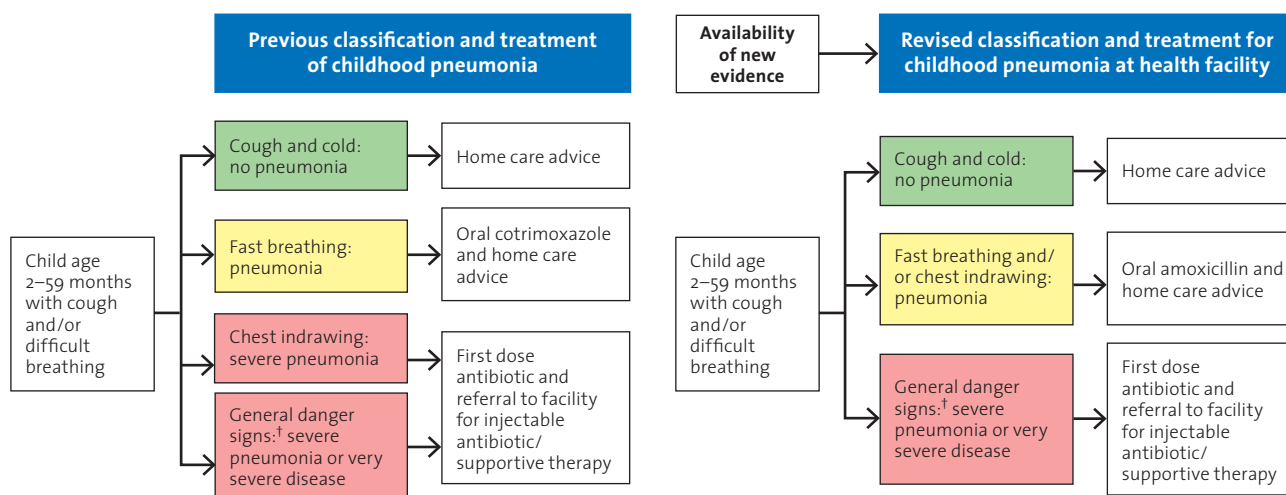 Previous classification and treatment
of childhood pneumonia
Child age
2–59 months
with cough
and/or
difficult
breathing
Cough and cold:
no pneumonia
Home care advice
Fast breathing:
pneumonia
Oral cotrimoxazole
and home care
advice
Chest indrawing:
severe pneumonia
General danger
signs:† severe
pneumonia or very
severe disease
First dose
antibiotic and
referral to facility
for injectable
antibiotic/
supportive therapy
Availability
of new
evidence
Revised classification and treatment for
childhood pneumonia at health facility
Child age
2–59 months
with cough
and/or
difficult
breathing
Cough and cold:
no pneumonia
Home care advice
Fast breathing and/
or chest indrawing:
pneumonia
Oral amoxicillin and
home care advice
General danger
signs:† severe
pneumonia or very
severe disease
First dose
antibiotic and
referral to facility
for injectable
antibiotic/
supportive therapy